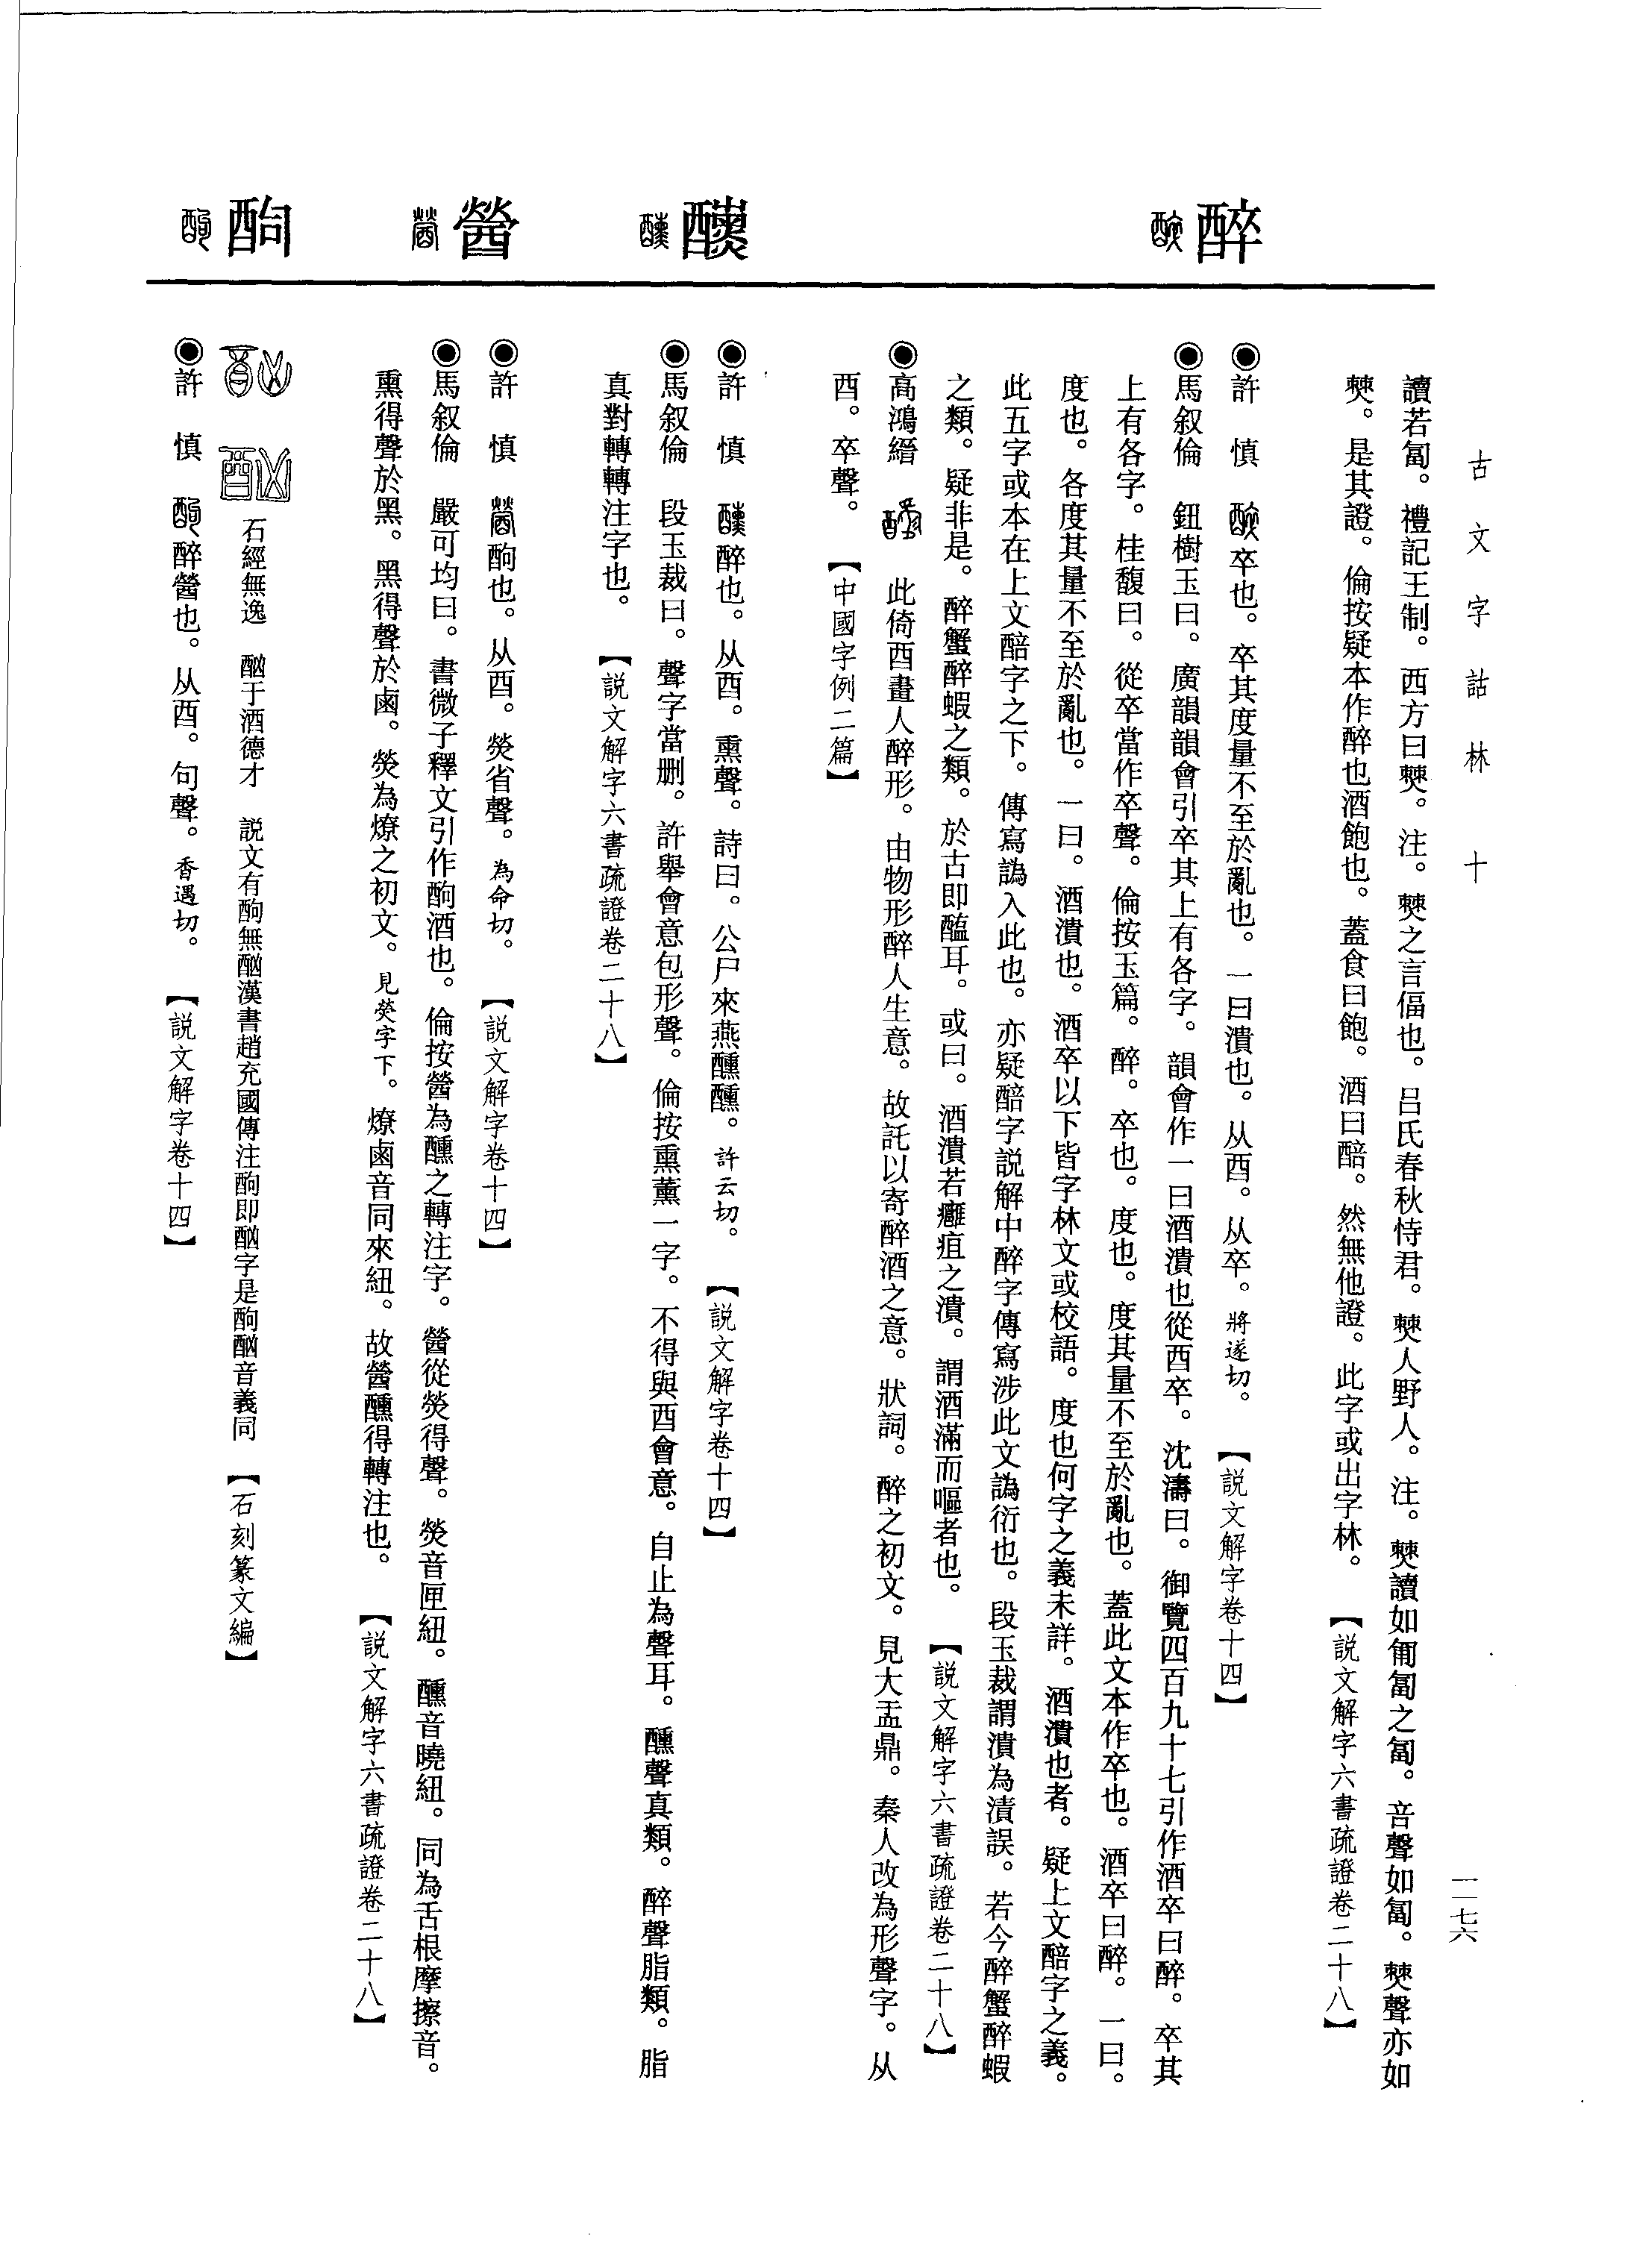 古文字詁林　十
一一七六
讀若匐。禮記王制。西方曰僰。注。僰之言偪也。呂氏春秋恃君。僰人野人。注。僰讀如匍匐之匐。音聲如匐。僰聲亦如
僰。是其證。倫按疑本作醉也酒飽也。蓋食曰飽。酒曰醅。然無他證。此字或出字林。【説文解字六書疏證卷二十八】
醉
◉許　慎　卒也。卒其度量不至於亂也。一曰潰也。从酉。从卒。將遂切。【説文解字卷十四】
◉馬叙倫　鈕樹玉曰。廣韻韻會引卒其上有各字。韻會作一曰酒潰也從酉卒。沈濤曰。御覽四百九十七引作酒卒曰醉。卒其
上有各字。桂馥曰。從卒當作卒聲。倫按玉篇。醉。卒也。度也。度其量不至於亂也。蓋此文本作卒也。酒卒曰醉。一曰。
度也。各度其量不至於亂也。一曰。酒潰也。酒卒以下皆字林文或校語。度也何字之義未詳。酒潰也者。疑上文醅字之義。
此五字或本在上文醅字之下。傳寫譌入此也。亦疑醅字説解中醉字傳寫涉此文譌衍也。段玉裁謂潰為漬誤。若今醉蟹醉蝦
之類。疑非是。醉蟹醉蝦之類。於古即醢耳。或曰。酒潰若癰疽之潰。謂酒滿而嘔者也。【説文解字六書疏證卷二十八】
◉高鴻縉　此倚酉畫人醉形。由物形醉人生意。故託以寄醉酒之意。狀詞。醉之初文。見大盂鼎。秦人改為形聲字。从
酉。卒聲。【中國字例二篇】
醺
◉許　慎　醉也。从酉。熏聲。詩曰。公尸來燕醺醺。許云切。【説文解字卷十四】
◉馬叙倫　段玉裁曰。聲字當删。許舉會意包形聲。倫按熏薰一字。不得與酉會意。自止為聲耳。醺聲真類。醉聲脂類。脂
真對轉轉注字也。【説文解字六書疏證卷二十八】
醟
◉許　慎　酗也。从酉。熒省聲。為命切。【説文解字卷十四】
◉馬叙倫　嚴可均曰。書微子釋文引作酗酒也。倫按醟為醺之轉注字。醟從熒得聲。熒音匣紐。醺音曉紐。同為舌根摩擦音。
熏得聲於黑。黑得聲於鹵。熒為燎之初文。見熒字下。燎鹵音同來紐。故醟醺得轉注也。【説文解字六書疏證卷二十八】
酗
石經無逸　酗于酒德才　説文有酗無酗漢書趙充國傳注酗即酗字是酗酗音義同【石刻篆文編】
◉許　慎　醉醟也。从酉。句聲。香遇切。【説文解字卷十四】